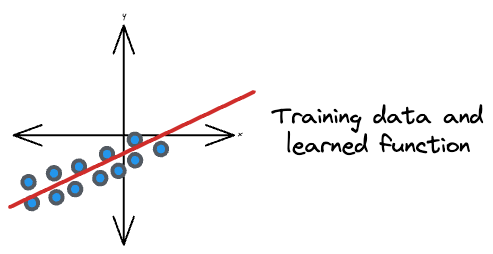 y
x
Training data and
learned function